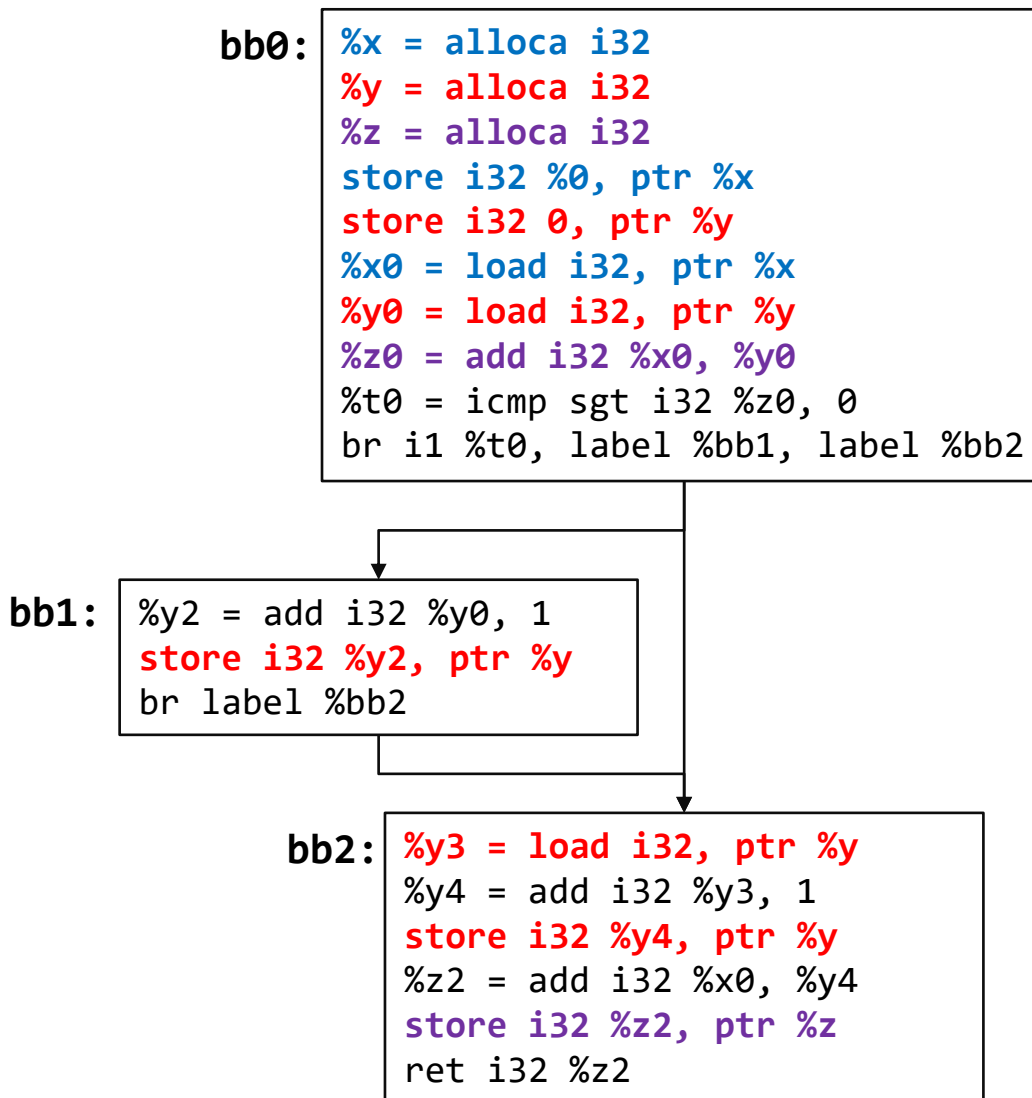 bb0:
%x = alloca i32
%y = alloca i32
%z = alloca i32
store i32 %0, ptr %x
store i32 0, ptr %y
%x0 = load i32, ptr %x
%y0 = load i32, ptr %y
%z0 = add i32 %x0, %y0
%t0 = icmp sgt i32 %z0, 0
br i1 %t0, label %bb1, label %bb2
bb1:
%y2 = add i32 %y0, 1
store i32 %y2, ptr %y
br label %bb2
bb2:
%y3 = load i32, ptr %y
%y4 = add i32 %y3, 1
store i32 %y4, ptr %y
%z2 = add i32 %x0, %y4
store i32 %z2, ptr %z
ret i32 %z2